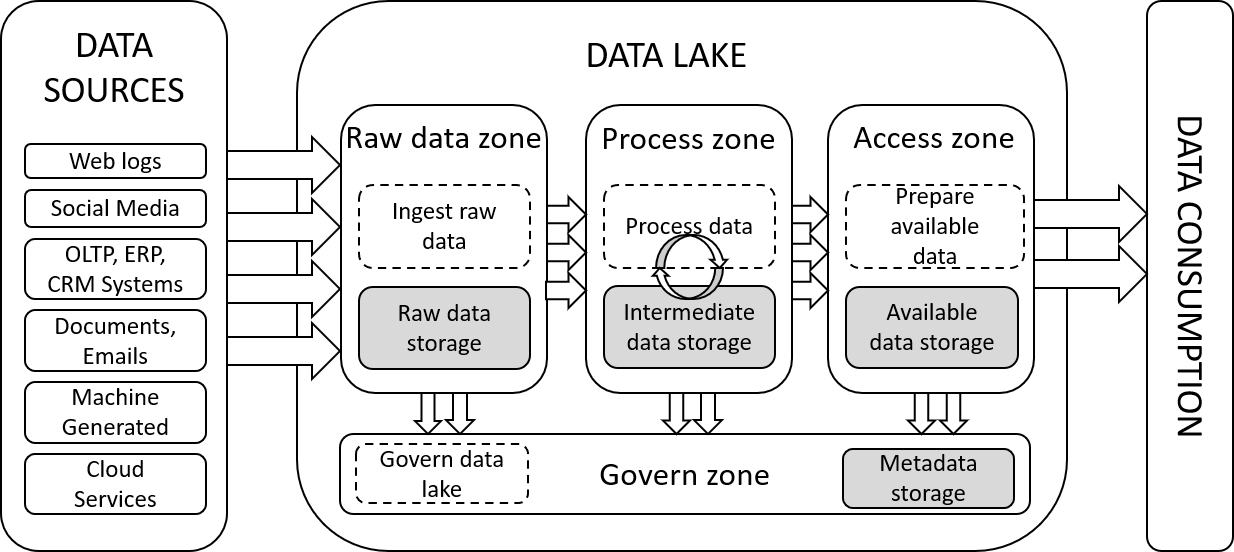 DATA
SOURCES
Web logs
Social Media
OLTP, ERP,
CRM Systems
Documents,
Emails
Machine
Generated
Cloud
Services
DATA LAKE
Raw data zone
Ingest raw
data
Raw data
storage
Process zone
Process data
Intermediate
data storage
Access zone
Prepare
available
data
Available
data storage
Govern data
lake
Govern zone
Metadata
storage
DATA CONSUMPTION